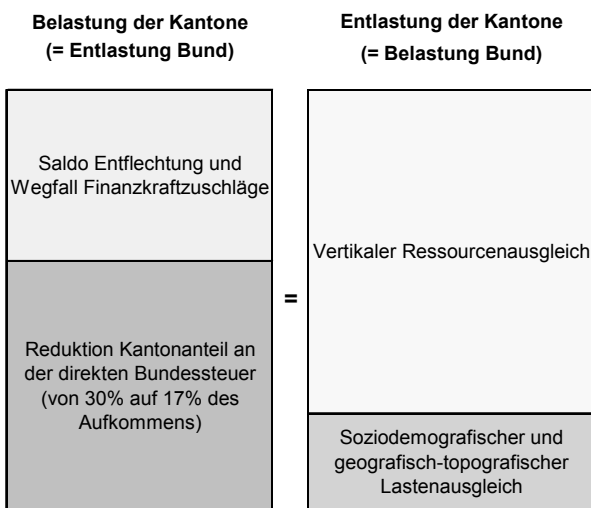 Belastung der Kantone
(= Entlastung Bund)
Saldo Entflechtung und
Wegfall Finanzkraftzuschläge
Reduktion Kantonanteil an
der direkten Bundessteuer
(von 30% auf 17% des
Aufkommens)
=
Entlastung der Kantone
(= Belastung Bund)
Vertikaler Ressourcenausgleich
Soziodemografischer und
geografisch-topografischer
Lastenausgleich